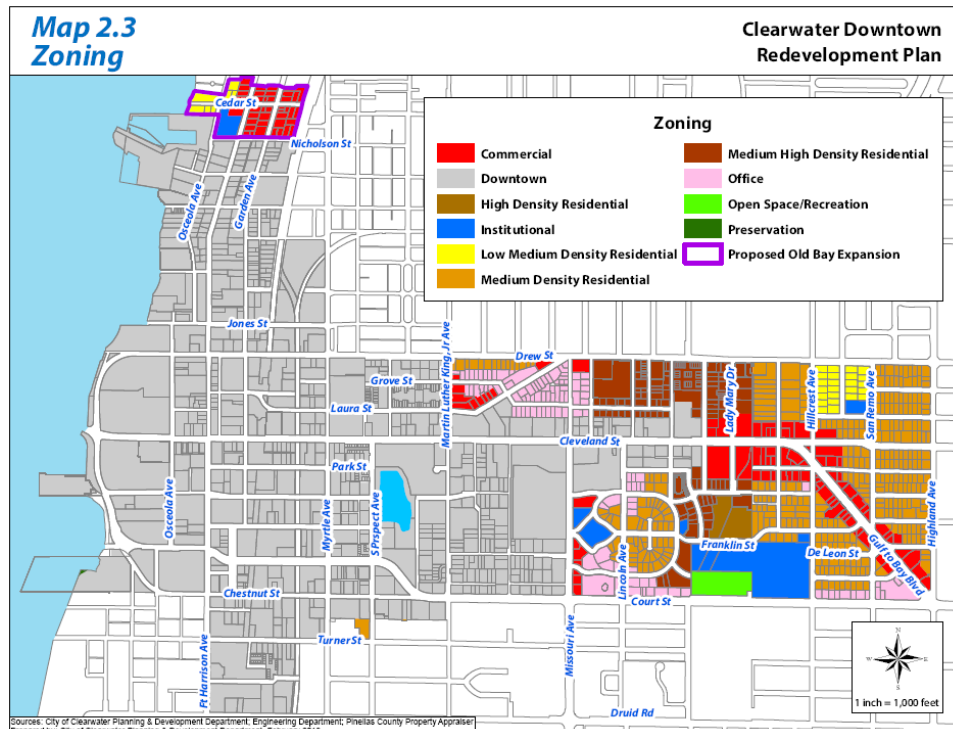 Map 2.3
Zoning
Clearwater Downtown
Redevelopment Plan
Zoning
Commercial
Downtown
High Density Residential
Institutional
Low Medium Density Residential
Medium Density Residential
Medium High Density Residential
Office
Open Space/Recreation
Preservation
Proposed Old Bay Expansion
Cedar St
Nicholson St
Osceola Ave
Garden Ave
Jones St
Martin Luther King, Jr Ave
Drew St
Grove St
Laura St
Lady Mary Dr
Hillcrest Ave
San Remo Ave
Cleveland St
Park St
Osceola Ave
Myrtle Ave
S Prspect Ave
Highland Ave
Franklin St
De Leon St
Gulf to Bay Blvd
Lincoln Ave
Chestnut St
Court St
Turner St
Missouri Ave
Ft Harrison Ave
Druid Rd
N
W
E
S
1 inch = 1,000 feet
Sources: City of Clearwater Planning & Development Department; Engineering Department; Pinellas County Property Appraiser